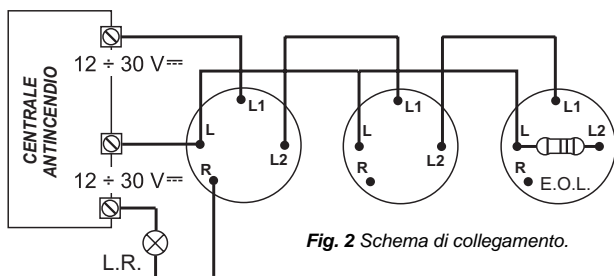 CENTRALE
ANTINCENDIO
12 ÷ 30 V⎓
12 ÷ 30 V⎓
L.R.
L1
L
L2
R
L1
L
L2
R
L1
L
L2
R
E.O.L.
Fig. 2 Schema di collegamento.